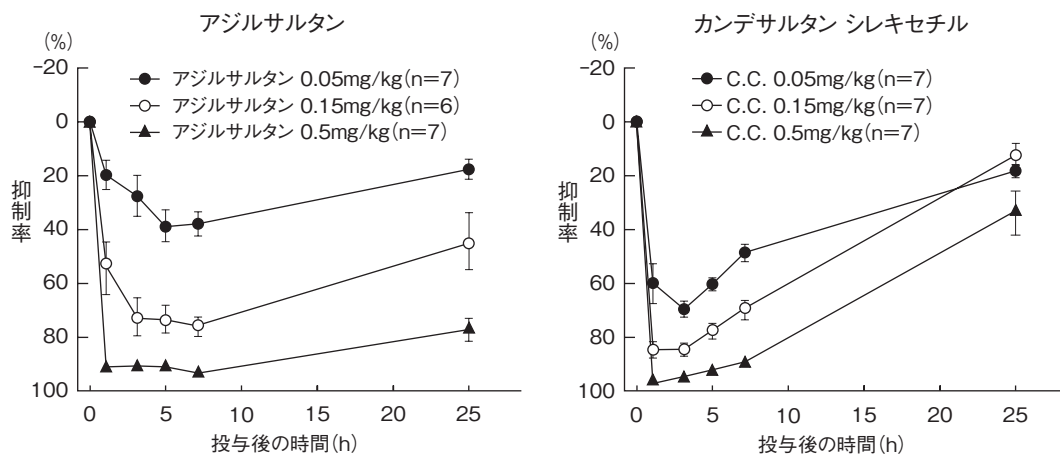 アジルサルタン
(%)
-20
0
20
40
60
80
100
抑制率
アジルサルタン 0.05mg/kg(n=7)
アジルサルタン 0.15mg/kg(n=6)
アジルサルタン 0.5mg/kg(n=7)
0 5 10 15 20 25
投与後の時間(h)
カンデサルタン シレキセチル
(%)
-20
0
20
40
60
80
100
抑制率
C.C. 0.05mg/kg(n=7)
C.C. 0.15mg/kg(n=7)
C.C. 0.5mg/kg(n=7)
0 5 10 15 20 25
投与後の時間(h)